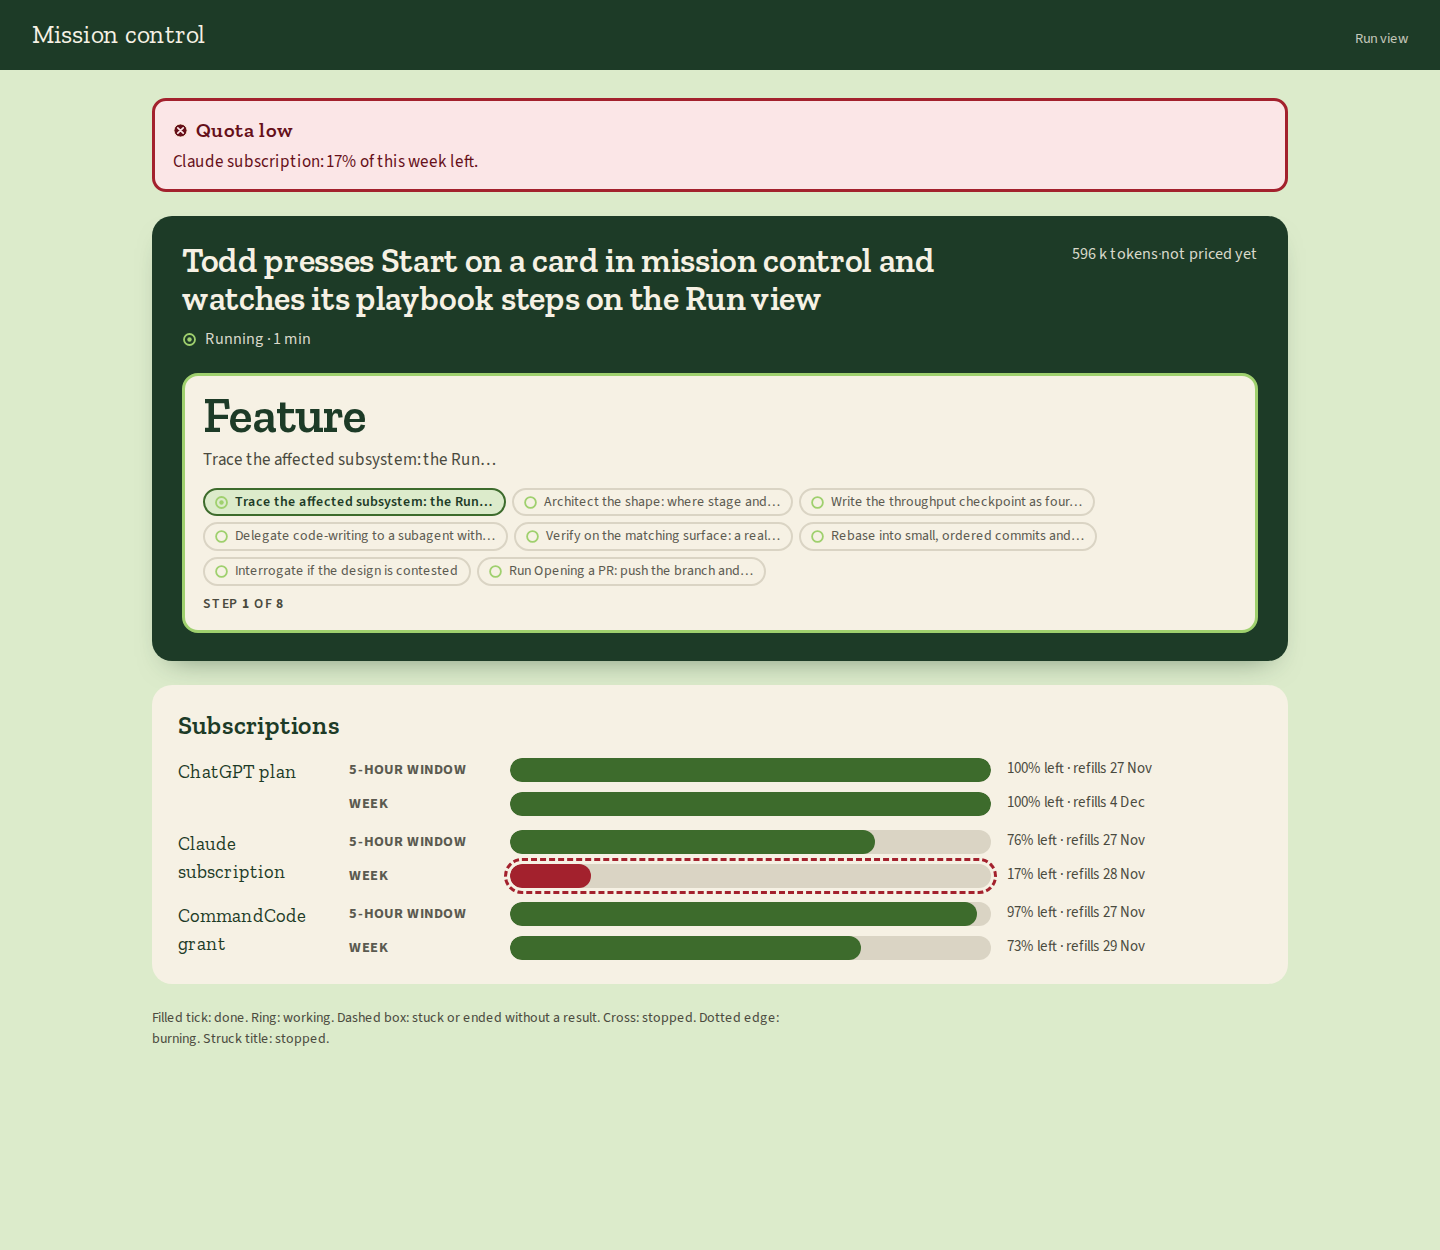 Mission control
Run view
Quota low
Claude subscription: 17% of this week left.
Todd presses Start on a card in mission control and
watches its playbook steps on the Run view
596 k tokens·not priced yet
Running · 1 min
Feature
Trace the affected subsystem: the Run…
Trace the affected subsystem: the Run…
Architect the shape: where stage and…
Write the throughput checkpoint as four…
Delegate code-writing to a subagent with…
Verify on the matching surface: a real…
Rebase into small, ordered commits and…
Interrogate if the design is contested
Run Opening a PR: push the branch and…
STEP 1 OF 8
Subscriptions
ChatGPT plan
5-HOUR WINDOW
100% left · refills 27 Nov
WEEK
100% left · refills 4 Dec
Claude
subscription
5-HOUR WINDOW
76% left · refills 27 Nov
WEEK
17% left · refills 28 Nov
CommandCode
grant
5-HOUR WINDOW
97% left · refills 27 Nov
WEEK
73% left · refills 29 Nov
Filled tick: done. Ring: working. Dashed box: stuck or ended without a result. Cross: stopped. Dotted edge:
burning. Struck title: stopped.